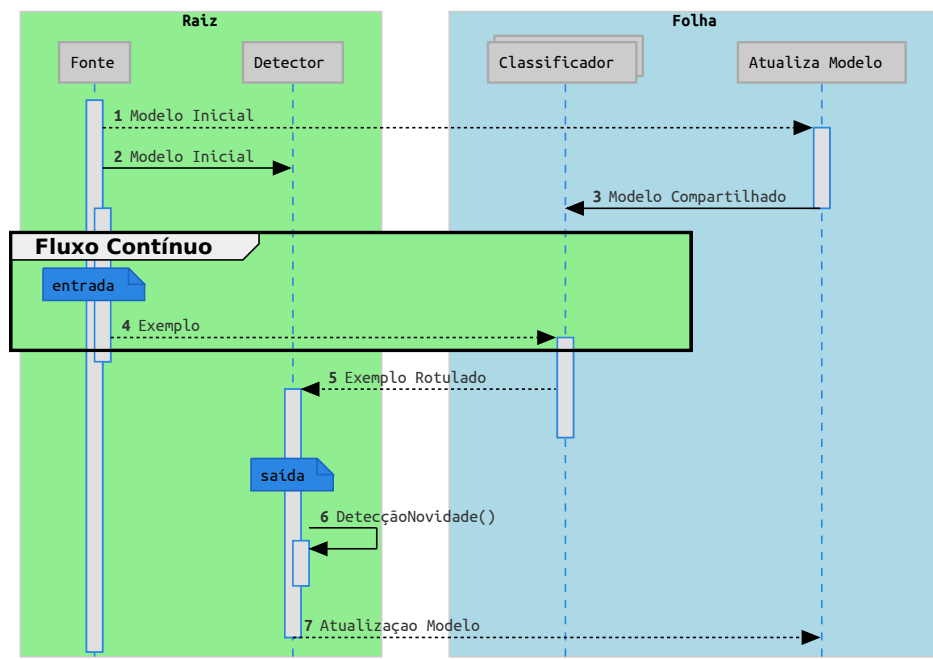 Raiz
Folha
Fonte
Detector
Classificador
Atualiza Modelo
1 Modelo Inicial
2 Modelo Inicial
3 Modelo Compartilhado
Fluxo Contínuo
entrada
4 Exemplo
5 Exemplo Rotulado
saída
6 DetecçãoNovidade()
7 Atualizaçao Modelo